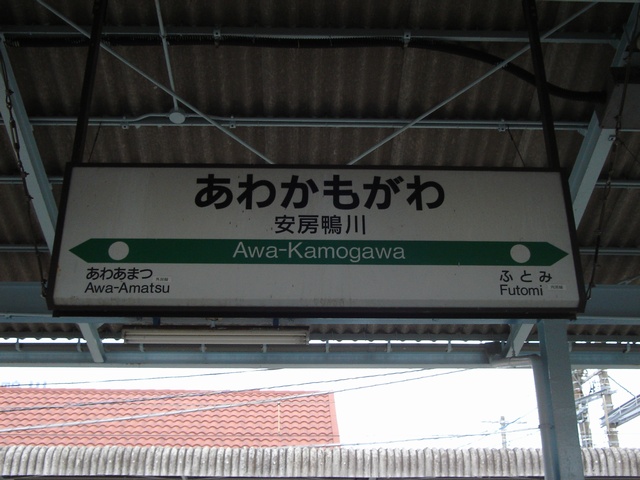 あわかもがわ
安房鴨川
Awa-Kamogawa
あわあまつ
Awa-Amatsu
ふとみ
Futomi